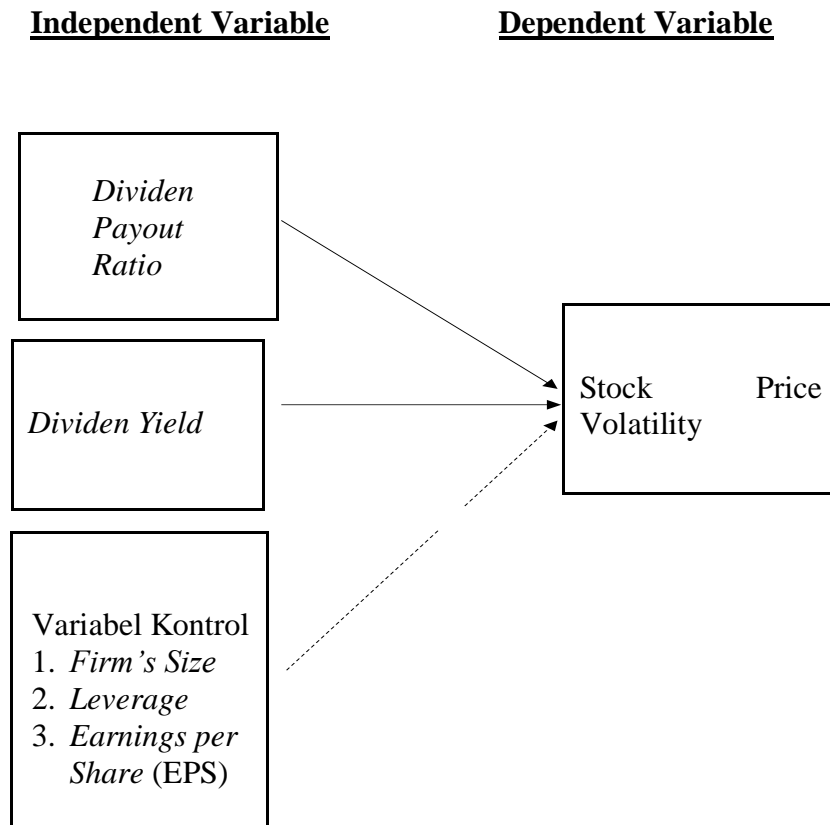 Independent Variable
Dependent Variable
Dividen
Payout
Ratio
Dividen Yield
Stock Price
Volatility
Variabel Kontrol
1. Firm’s Size
2. Leverage
3. Earnings per
Share (EPS)